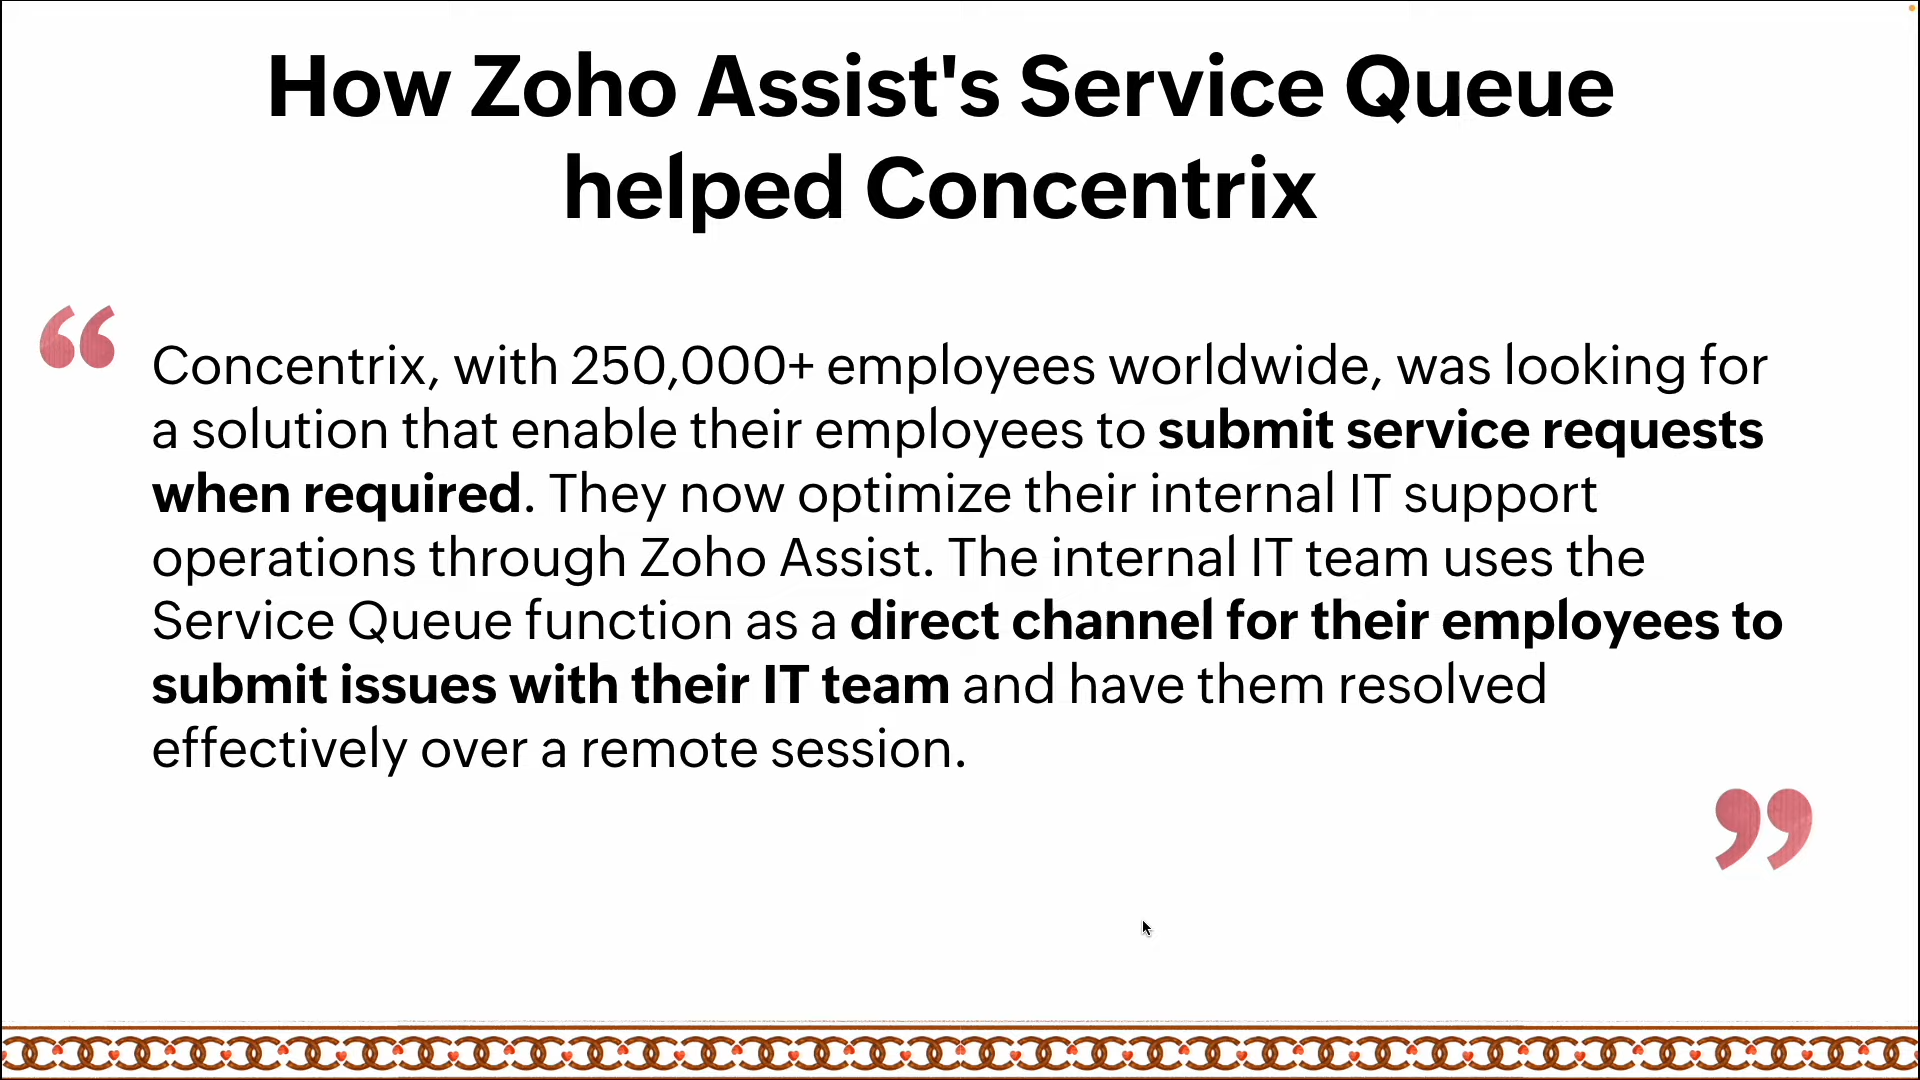 How Zoho Assist's Service Queue
helped Concentrix
“
Concentrix, with 250,000+ employees worldwide, was looking for
a solution that enable their employees to submit service requests
when required. They now optimize their internal IT support
operations through Zoho Assist. The internal IT team uses the
Service Queue function as a direct channel for their employees to
submit issues with their IT team and have them resolved
effectively over a remote session.
”